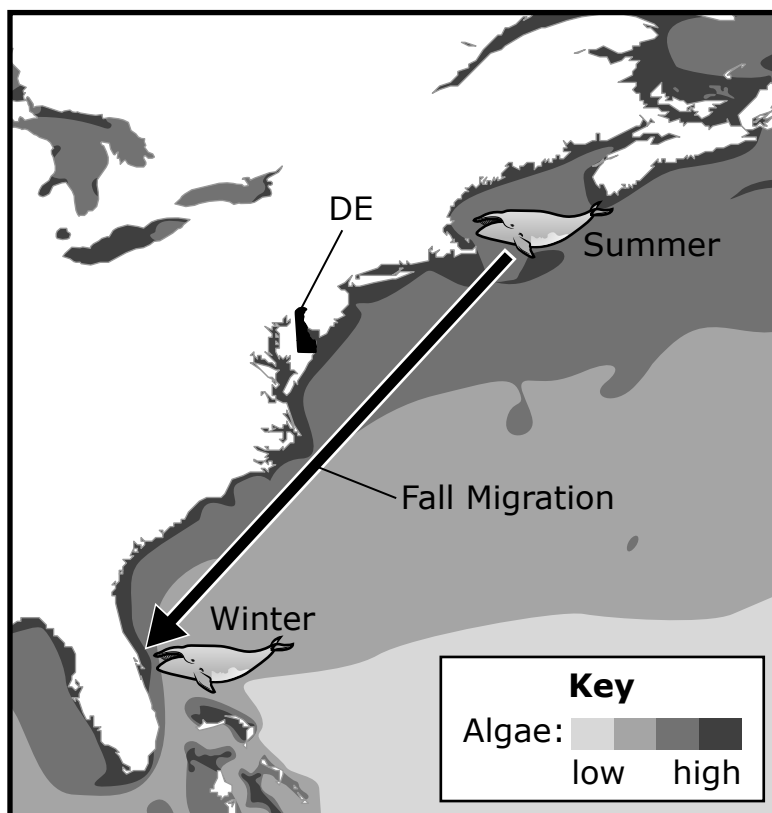 DE
Summer
Fall Migration
Winter
Key
Algae:
low high